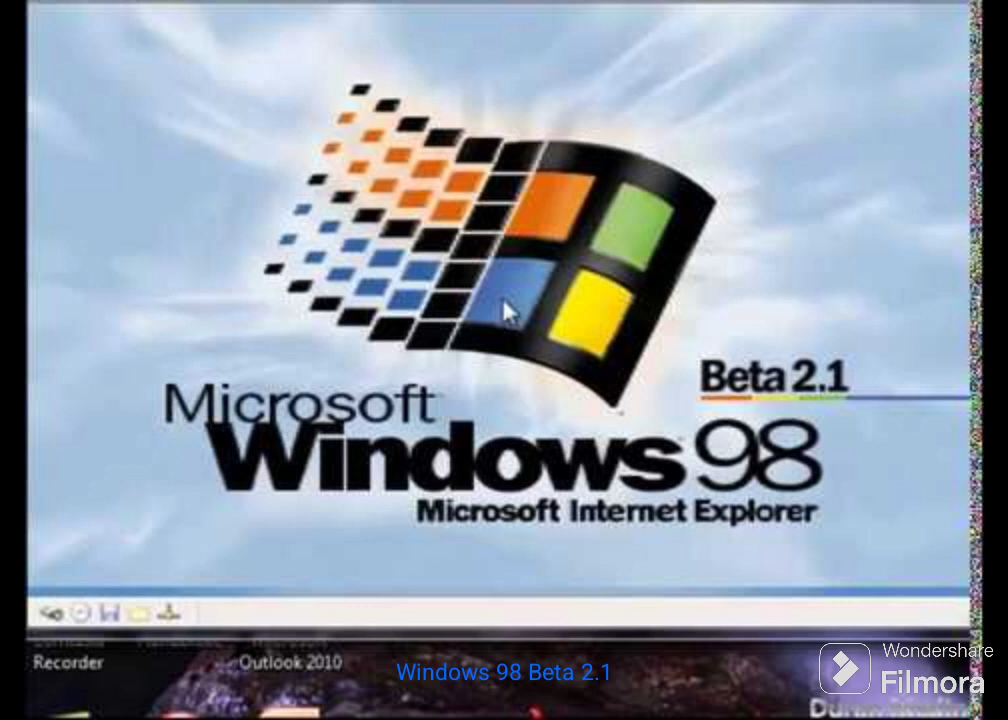 Beta 2.1
Microsoft
Windows 98
Microsoft Internet Explorer
Recorder
Outlook 2010
Windows 98 Beta 2.1
Wondershare
Filmora